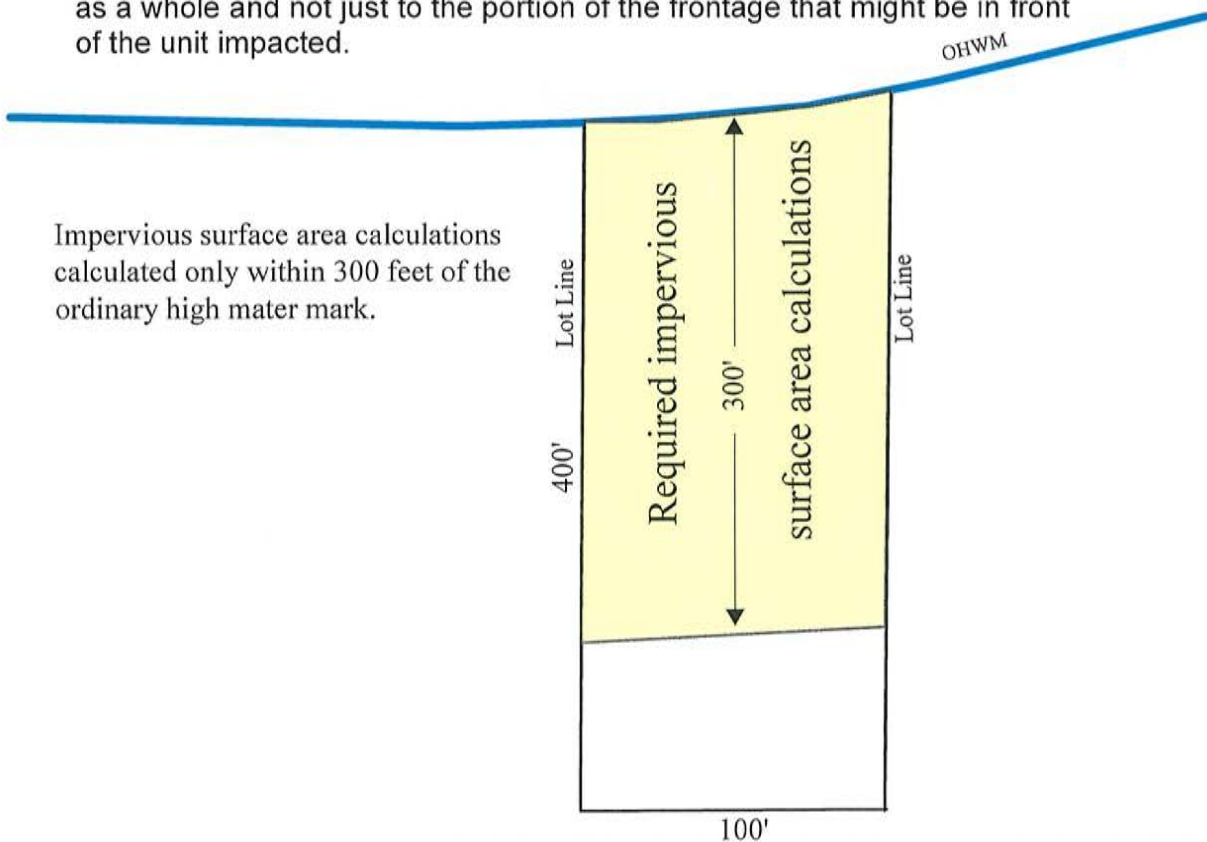 as a whole and not just to the portion of the frontage that might be in front
of the unit impacted.
OHWM
Impervious surface area calculations
calculated only within 300 feet of the
ordinary high mater mark.
Lot Line
400'
Required impervious
300'
surface area calculations
Lot Line
100'